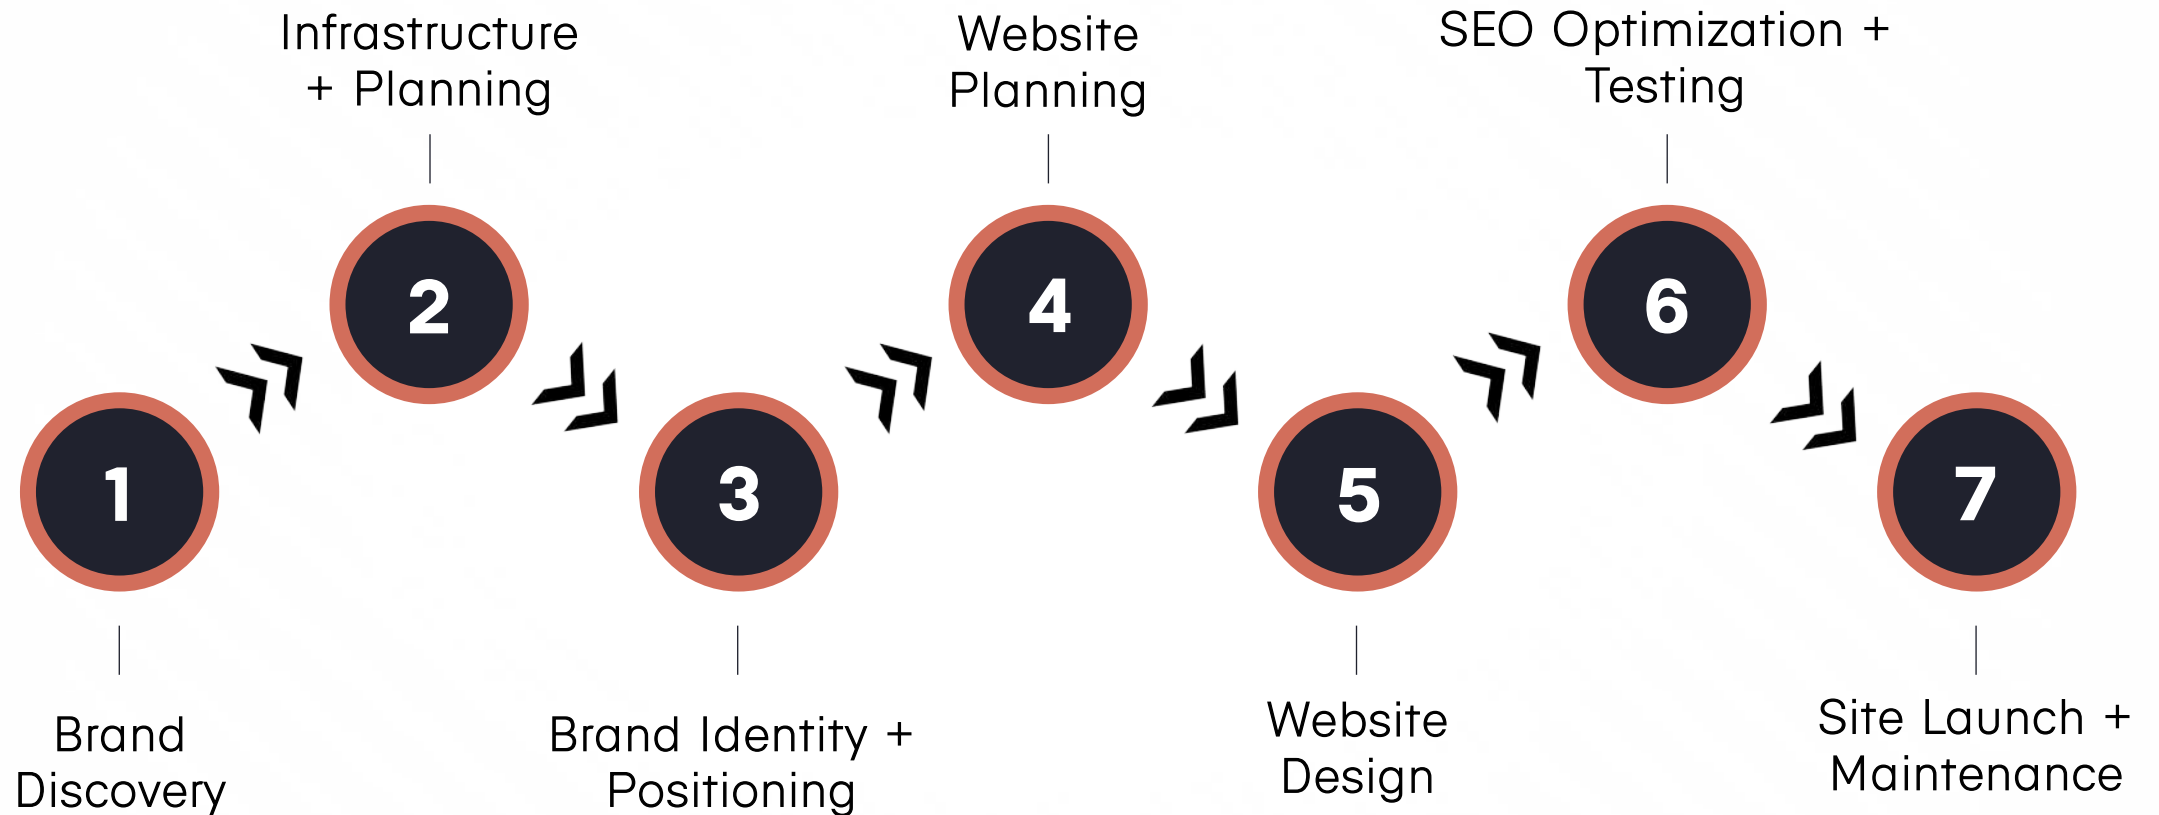 Infrastructure
+ Planning
Website
Planning
SEO Optimization +
Testing
2
4
6
1
3
5
7
Brand
Discovery
Brand Identity +
Positioning
Website
Design
Site Launch +
Maintenance